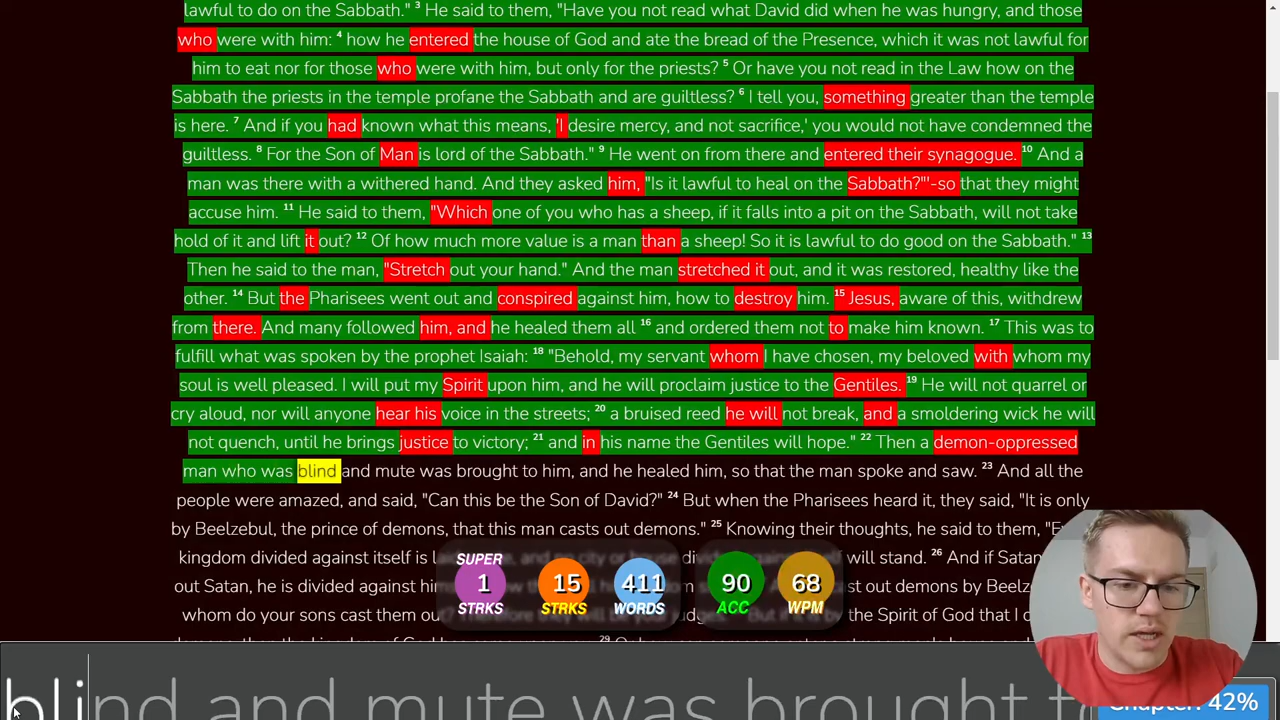 lawful to do on the Sabbath." 3 He said to them, "Have you not read what David did when he was hungry, and those
who were with him: 4 how he entered the house of God and ate the bread of the Presence, which it was not lawful for
him to eat nor for those who were with him, but only for the priests? 5 Or have you not read in the Law how on the
Sabbath the priests in the temple profane the Sabbath and are guiltless? 6 I tell you, something greater than the temple
is here. 7 And if you had known what this means, 'I desire mercy, and not sacrifice,' you would not have condemned the
guiltless. 8 For the Son of Man is lord of the Sabbath." 9 He went on from there and entered their synagogue. 10 And a
man was there with a withered hand. And they asked him, "Is it lawful to heal on the Sabbath?"'-so that they might
accuse him. 11 He said to them, "Which one of you who has a sheep, if it falls into a pit on the Sabbath, will not take
hold of it and lift it out? 12 Of how much more value is a man than a sheep! So it is lawful to do good on the Sabbath." 13
Then he said to the man, "Stretch out your hand." And the man stretched it out, and it was restored, healthy like the
other. 14 But the Pharisees went out and conspired against him, how to destroy him. 15 Jesus, aware of this, withdrew
from there. And many followed him, and he healed them all 16 and ordered them not to make him known. 17 This was to
fulfill what was spoken by the prophet Isaiah: 18 "Behold, my servant whom I have chosen, my beloved with whom my
soul is well pleased. I will put my Spirit upon him, and he will proclaim justice to the Gentiles. 19 He will not quarrel or
cry aloud, nor will anyone hear his voice in the streets; 20 a bruised reed he will not break, and a smoldering wick he will
not quench, until he brings justice to victory; 21 and in his name the Gentiles will hope." 22 Then a demon-oppressed
man who was blind and mute was brought to him, and he healed him, so that the man spoke and saw. 23 And all the
people were amazed, and said, "Can this be the Son of David?" 24 But when the Pharisees heard it, they said, "It is only
by Beelzebul, the prince of demons, that this man casts out demons." 25 Knowing their thoughts, he said to them,
kingdom divided against itself is will stand. 26 And if Satan
out Satan, he is divided against out demons by Beelzebul
whom do your sons cast them the Spirit of God that I
SUPER
1
STRKS
15
STRKS
411
WORDS
90
ACC
68
WPM
29
blind and mute was brought to
Chapter: 42%